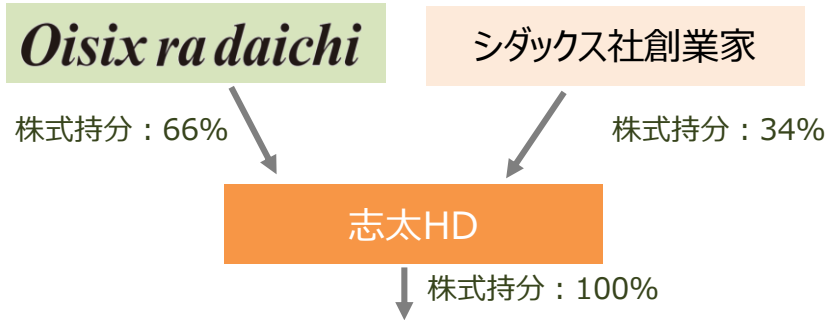 Oisix ra daichi
シダックス社創業家
株式持分：66%
株式持分：34%
志太HD
株式持分：100%